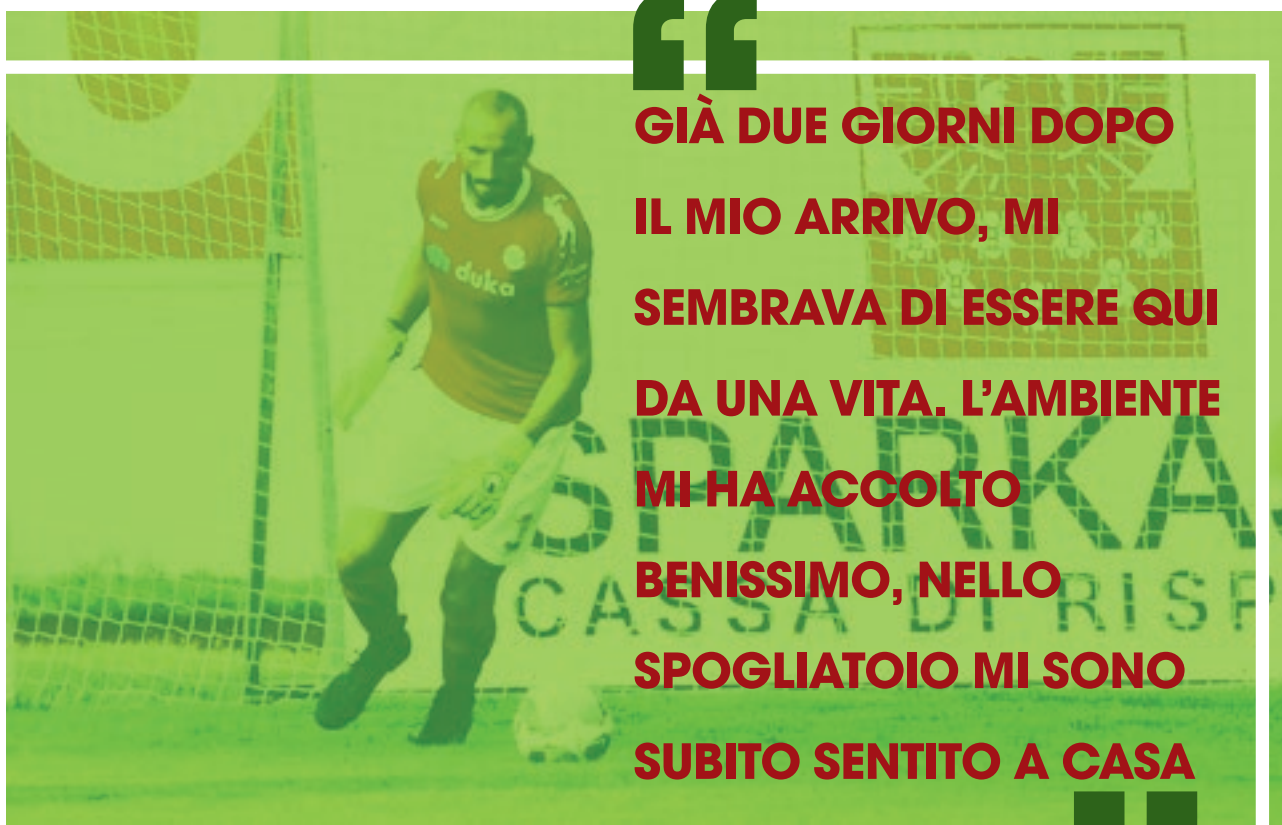 GIÀ DUE GIORNI DOPO
IL MIO ARRIVO, MI
SEMBRAVA DI ESSERE QUI
DA UNA VITA. L’AMBIENTE
MI HA ACCOLTO
BENISSIMO, NELLO
SPOGLIATOIO MI SONO
SUBITO SENTITO A CASA
duka
SPARKA
CASSA DI RISP